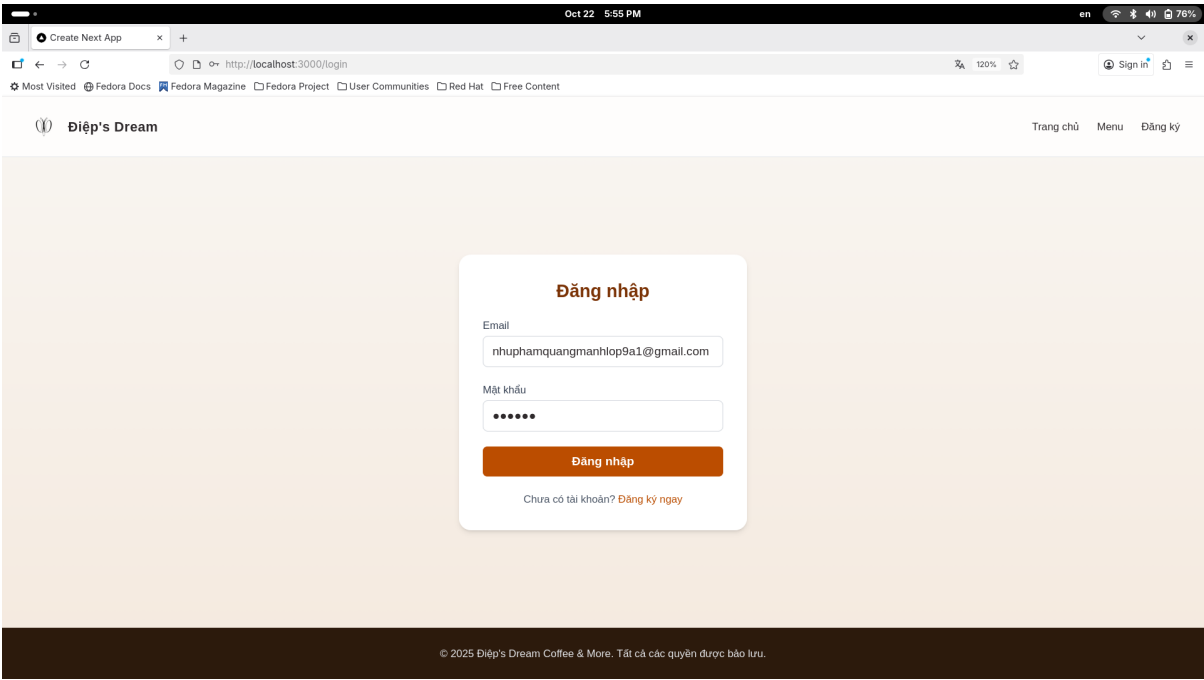 Oct 22 5:55 PM
en
76%
Create Next App
http://localhost:3000/login
120%
Sign in
Most Visited Fedora Docs Fedora Magazine Fedora Project User Communities Red Hat Free Content
Điệp's Dream
Trang chủ Menu Đăng ký
Đăng nhập
Email
nhuphamquangmanhlop9a1@gmail.com
Mật khẩu
●●●●●●
Đăng nhập
Chưa có tài khoản? Đăng ký ngay
© 2025 Điệp's Dream Coffee & More. Tất cả các quyền được bảo lưu.